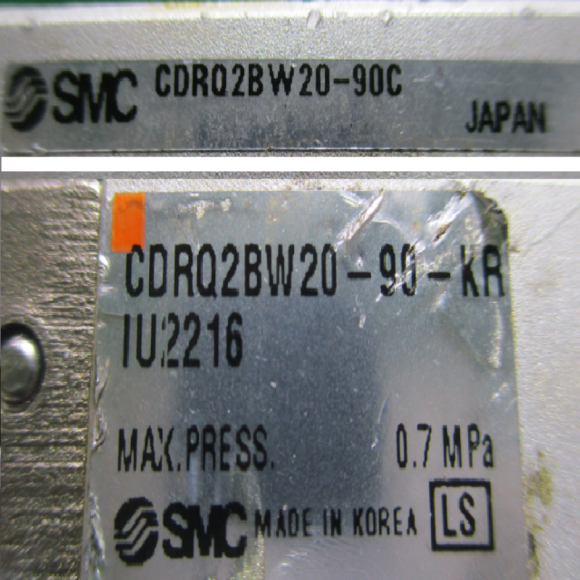 SMC CDRQ2BW20-90C
JAPAN
CDRQ2BW20-90-KR
IU2216
MAX.PRESS. 0.7 MPa
SMC MADE IN KOREA LS